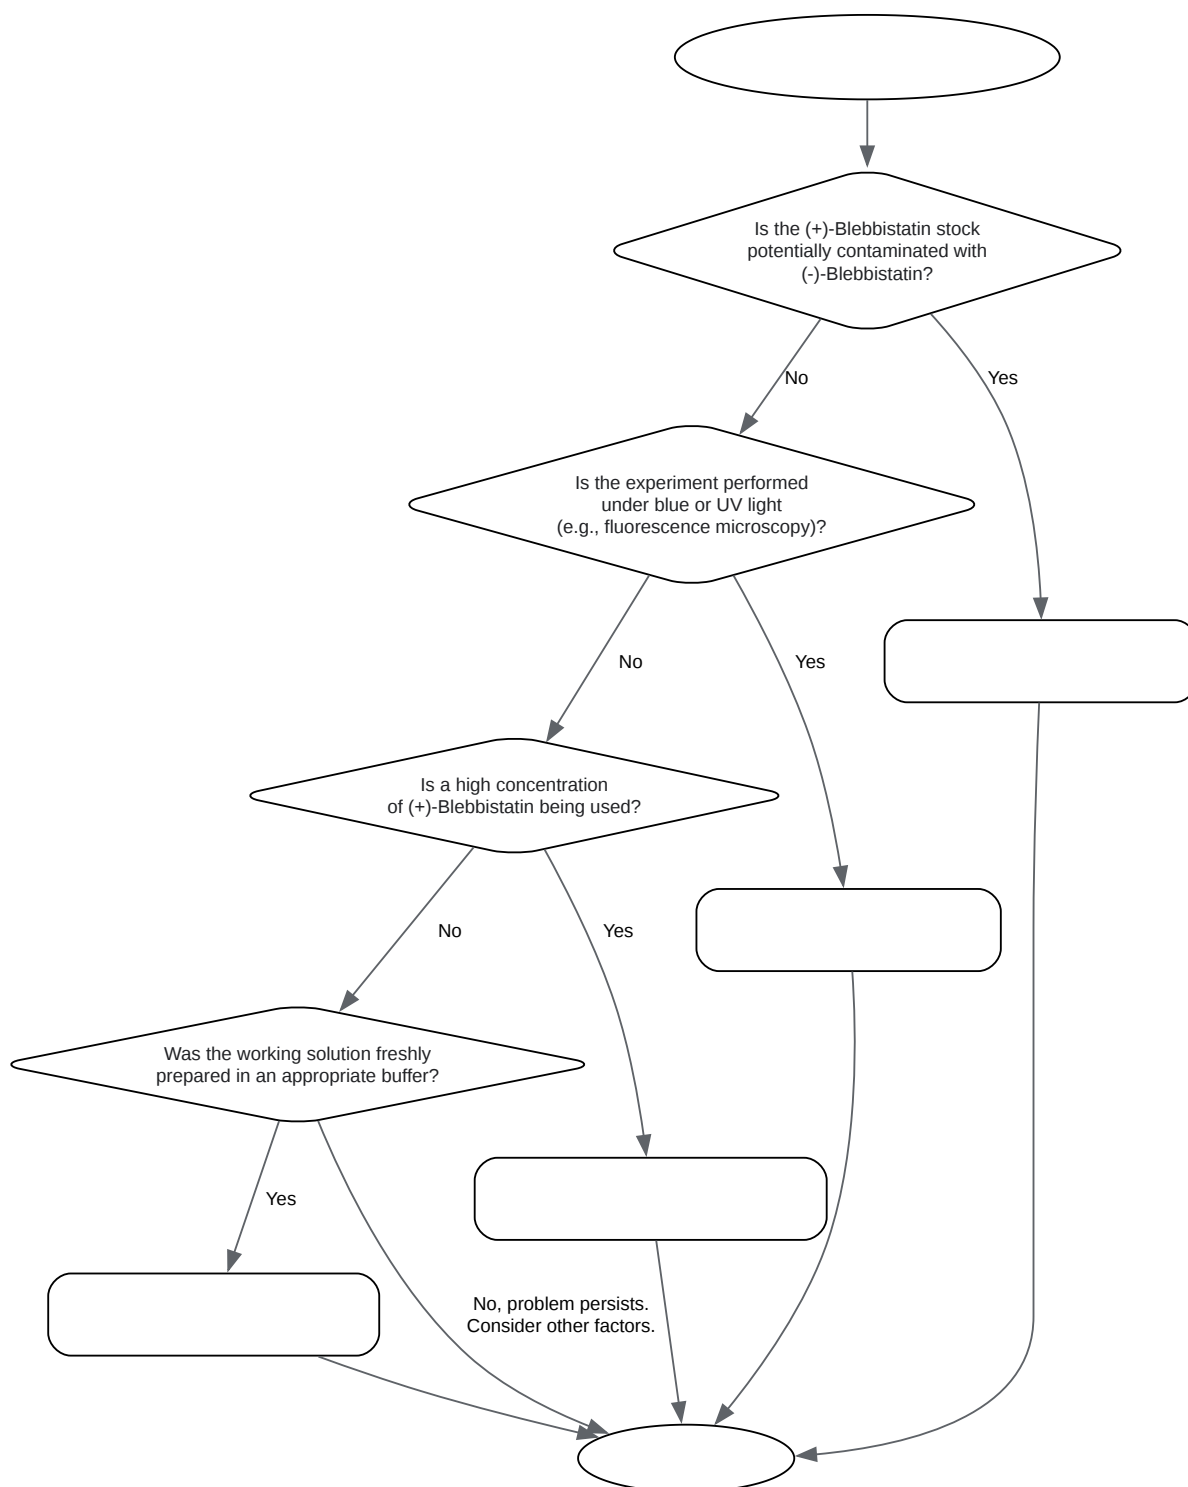 Is the (+)-Blebbistatin stock
potentially contaminated with
(-)-Blebbistatin?
No
Yes
Is the experiment performed
under blue or UV light
(e.g., fluorescence microscopy)?
No
Yes
Is a high concentration
of (+)-Blebbistatin being used?
No
Yes
Was the working solution freshly
prepared in an appropriate buffer?
Yes
No, problem persists.
Consider other factors.